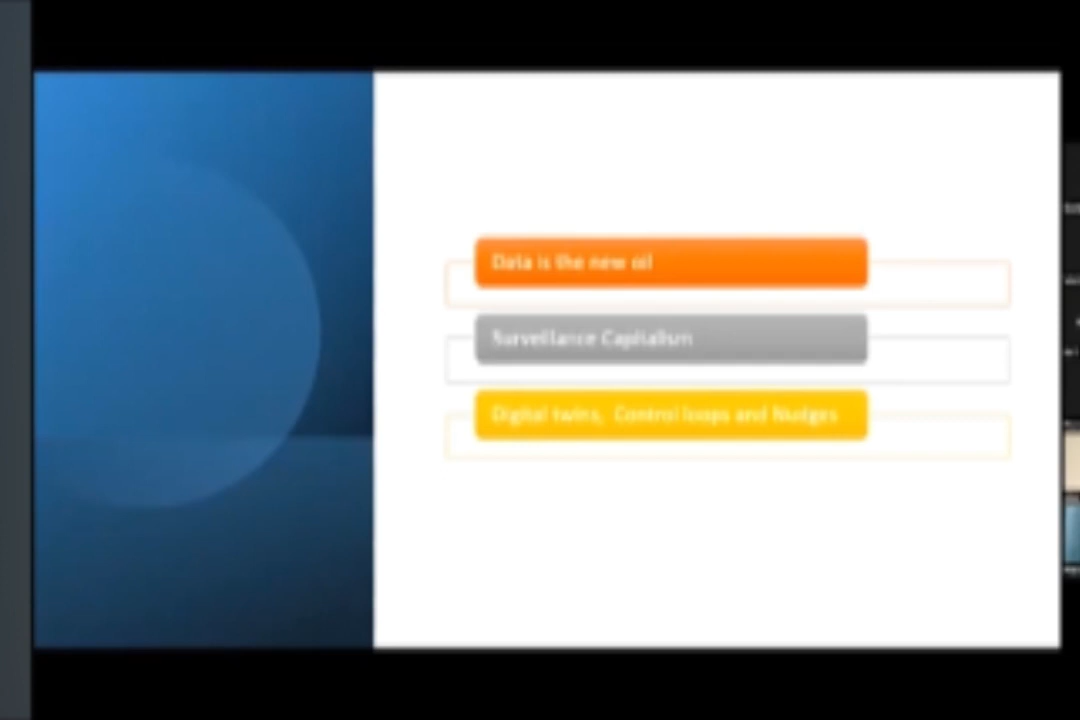 Data is the new oil
Surveillance Capitalism
Digital twins, Control loops and Nudges